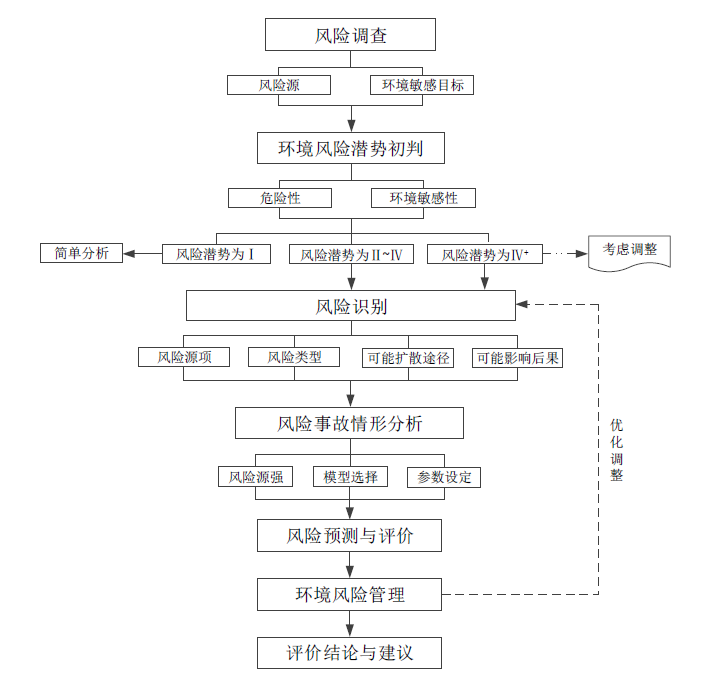 风险调查
风险源
环境敏感目标
环境风险潜势初判
危险性
环境敏感性
简单分析
风险潜势为Ⅰ
风险潜势为Ⅱ~Ⅳ
风险潜势为Ⅳ⁺
考虑调整
风险识别
风险源项
风险类型
可能扩散途径
可能影响后果
风险事故情形分析
优化调整
风险源强
模型选择
参数设定
风险预测与评价
环境风险管理
评价结论与建议